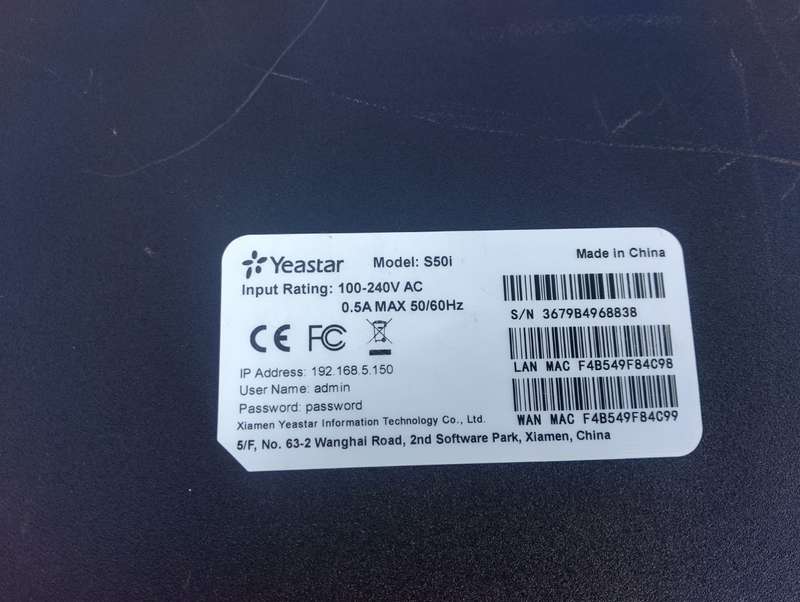 Yeastar
Model: S50i
Made in China
Input Rating: 100-240V AC
0.5A MAX 50/60Hz
S/N 3679B4968838
CE FC
LAN MAC F4B549F84C98
IP Address: 192.168.5.150
User Name: admin
Password: password
WAN MAC F4B549F84C99
Xiamen Yeastar Information Technology Co., Ltd.
5/F, No. 63-2 Wanghai Road, 2nd Software Park, Xiamen, China